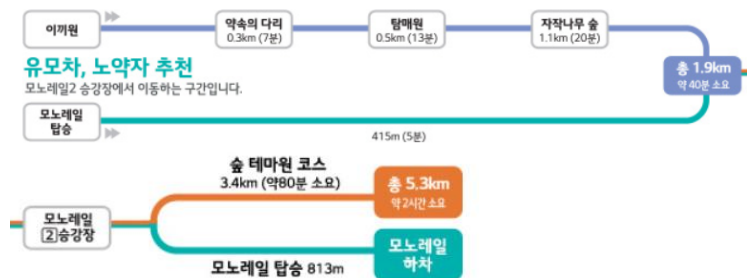 이끼원
약속의 다리
0.3km (7분)
탐매원
0.5km (13분)
자작나무 숲
1.1km (20분)
유모차, 노약자 추천
모노레일2 승강장에서 이동하는 구간입니다.
총 1.9km
약 40분 소요
모노레일
탑승
415m (5분)
숲 테마원 코스
3.4km (약80분 소요)
총 5.3km
약 2시간 소요
모노레일
2승강장
모노레일 탑승 813m
모노레일
하차